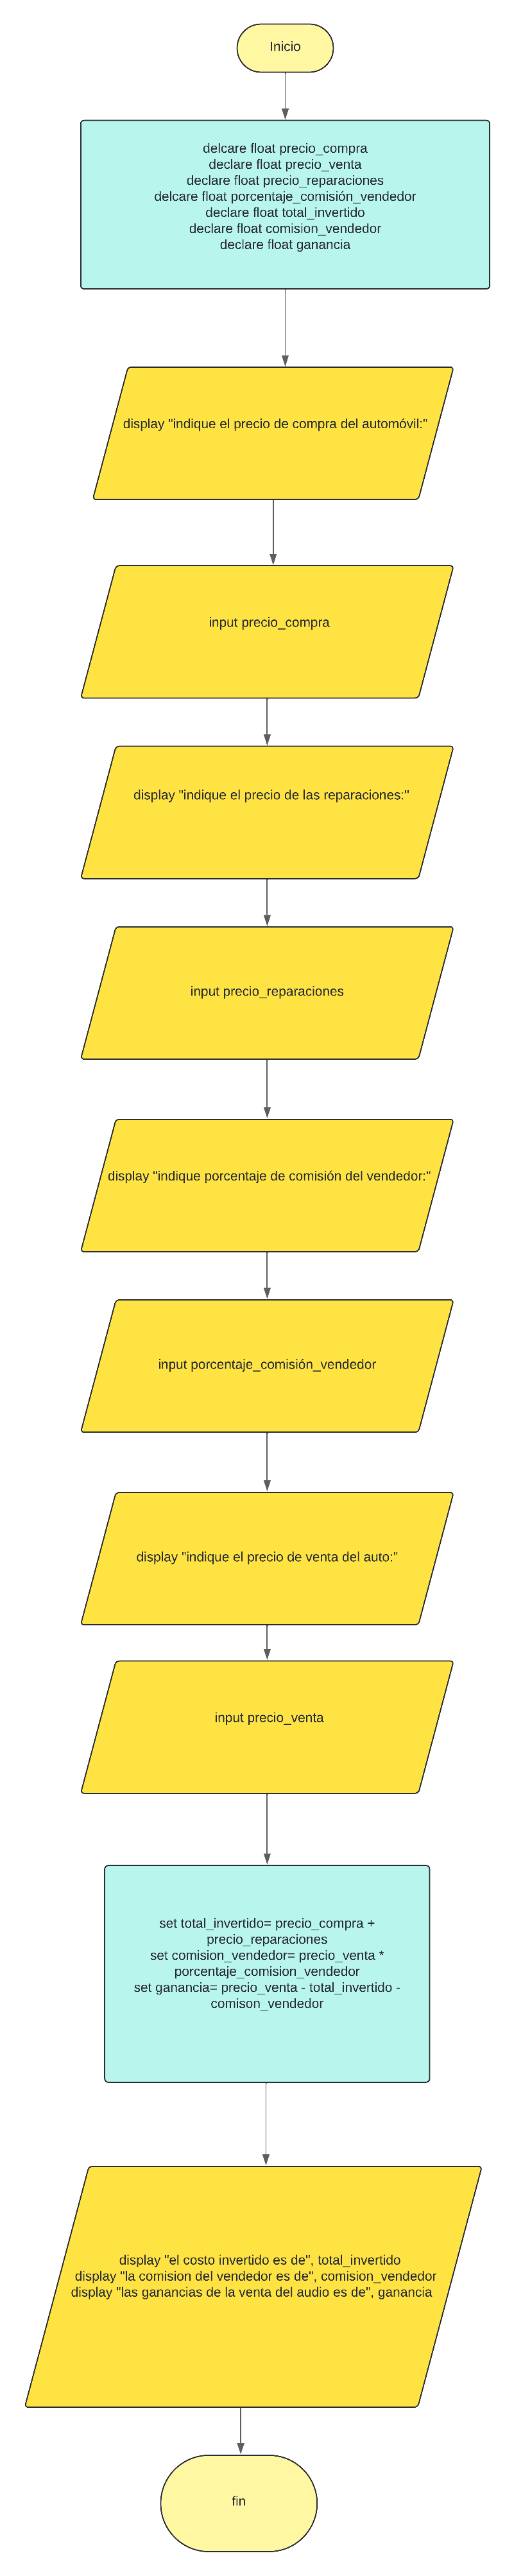 Inicio
delcare float precio_compra
declare float precio_venta
declare float precio_reparaciones
delcare float porcentaje_comisión_vendedor
declare float total_invertido
declare float comision_vendedor
declare float ganancia
display "indique el precio de compra del automóvil:"
input precio_compra
display "indique el precio de las reparaciones:"
input precio_reparaciones
display "indique porcentaje de comisión del vendedor:"
input porcentaje_comisión_vendedor
display "indique el precio de venta del auto:"
input precio_venta
set total_invertido= precio_compra +
precio_reparaciones
set comision_vendedor= precio_venta *
porcentaje_comision_vendedor
set ganancia= precio_venta - total_invertido -
comison_vendedor
display "el costo invertido es de", total_invertido
display "la comision del vendedor es de", comision_vendedor
display "las ganancias de la venta del audio es de", ganancia
fin